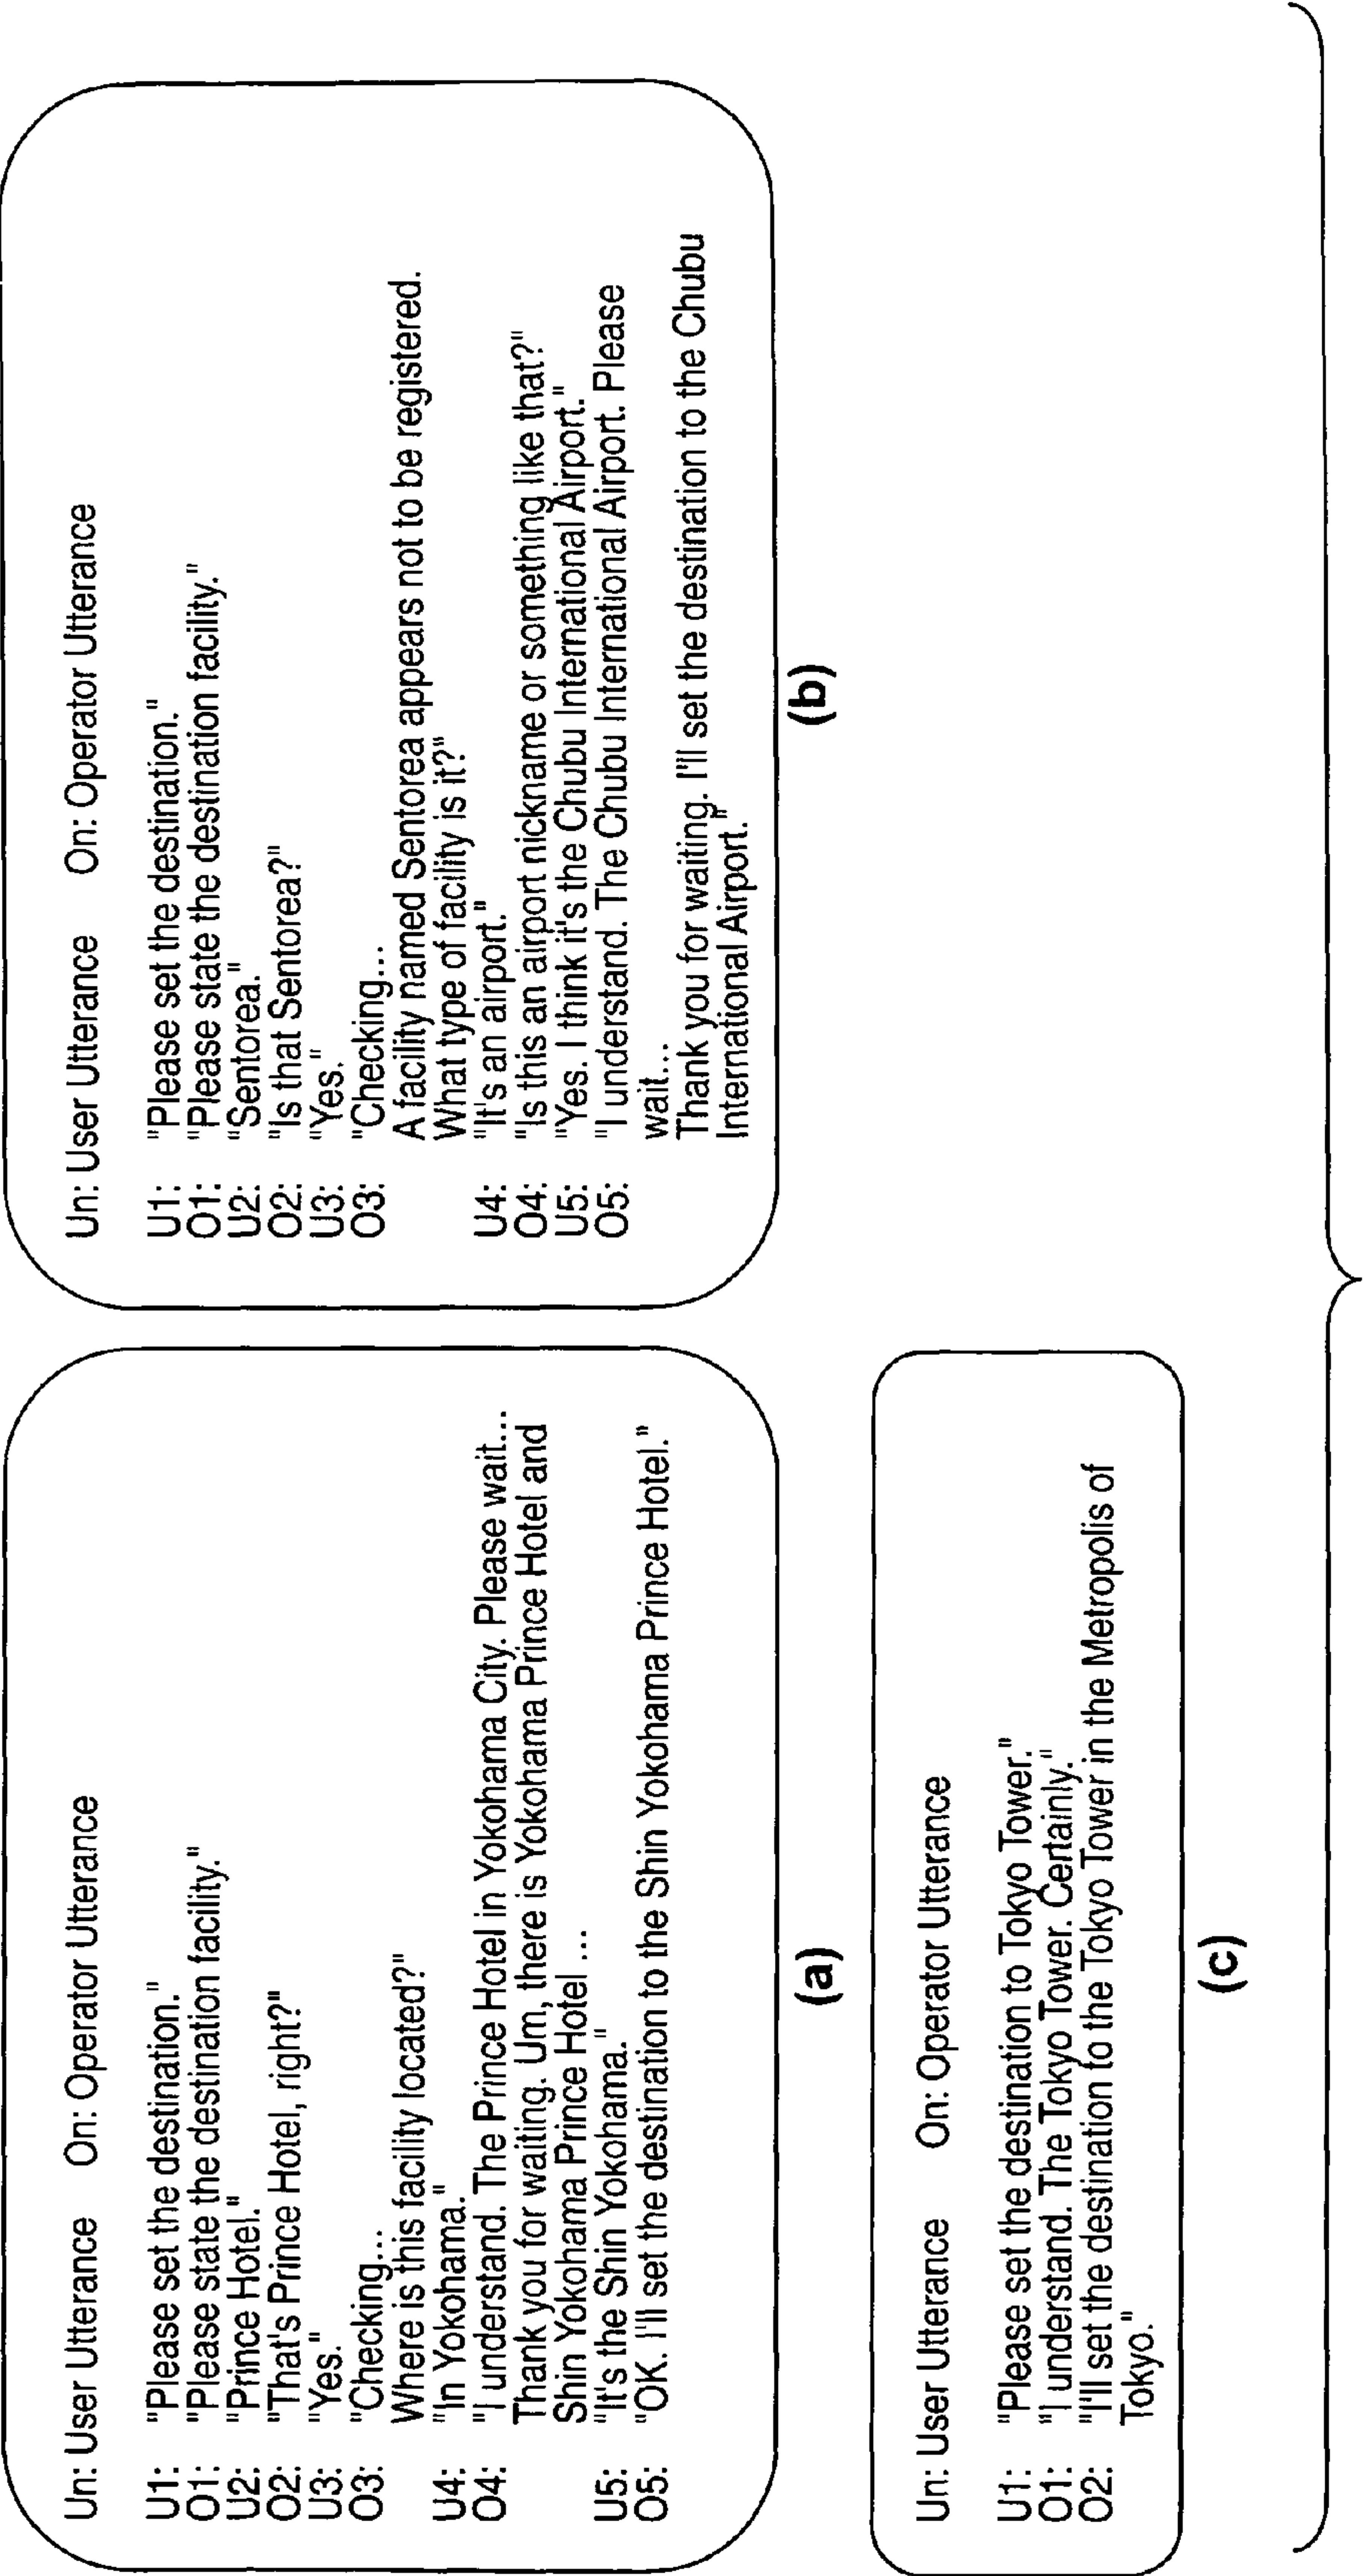 Un: User Utterance On: Operator Utterance
U1: "Please set the destination."
O1: "Please state the destination facility."
U2: "Prince Hotel."
O2: "That's Prince Hotel, right?"
U3: "Yes."
O3: "Checking...
Where is this facility located?"
U4: "In Yokohama."
O4: "I understand. The Prince Hotel in Yokohama City. Please wait...
Thank you for waiting. Um, there is Yokohama Prince Hotel and
Shin Yokohama Prince Hotel ...
U5: "It's the Shin Yokohama."
O5: "OK. I'll set the destination to the Shin Yokohama Prince Hotel."
(a)
Un: User Utterance On: Operator Utterance
U1: "Please set the destination."
O1: "Please state the destination facility."
U2: "Sentorea."
O2: "Is that Sentorea?"
U3: "Yes."
O3: "Checking...
A facility named Sentorea appears not to be registered.
What type of facility is it?"
U4: "It's an airport."
O4: "Is this an airport nickname or something like that?"
U5: "Yes. I think it's the Chubu International Airport."
O5: "I understand. The Chubu International Airport. Please
wait...
Thank you for waiting. I'll set the destination to the Chubu
International Airport."
(b)
Un: User Utterance On: Operator Utterance
U1: "Please set the destination to Tokyo Tower."
O1: "I understand. The Tokyo Tower. Certainly."
O2: "I'll set the destination to the Tokyo Tower in the Metropolis of
Tokyo."
(c)